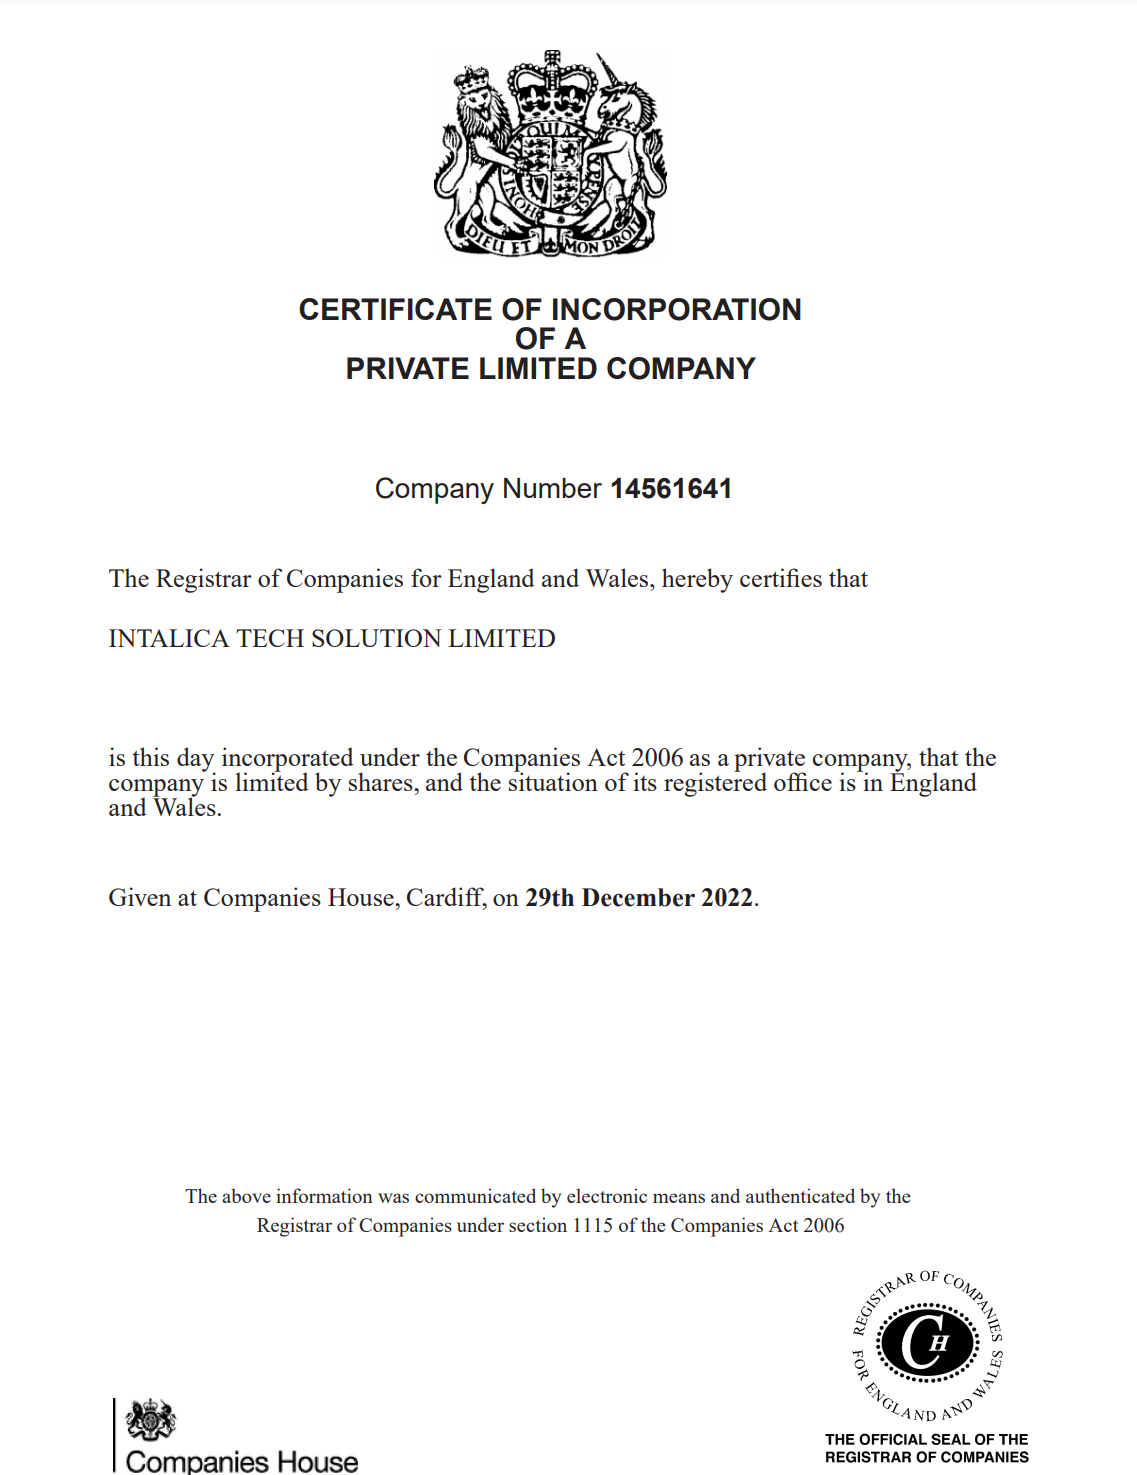 QUI
HONI
PENSE
DIEU ET MON DROIT
CERTIFICATE OF INCORPORATION
OF A
PRIVATE LIMITED COMPANY
Company Number 14561641
The Registrar of Companies for England and Wales, hereby certifies that
INTALICA TECH SOLUTION LIMITED
is this day incorporated under the Companies Act 2006 as a private company, that the
company is limited by shares, and the situation of its registered office is in England
and Wales.
Given at Companies House, Cardiff, on 29th December 2022.
The above information was communicated by electronic means and authenticated by the
Registrar of Companies under section 1115 of the Companies Act 2006
REGISTRAR OF COMPANIES
CH
FOR ENGLAND AND WALES
THE OFFICIAL SEAL OF THE
REGISTRAR OF COMPANIES
Companies House